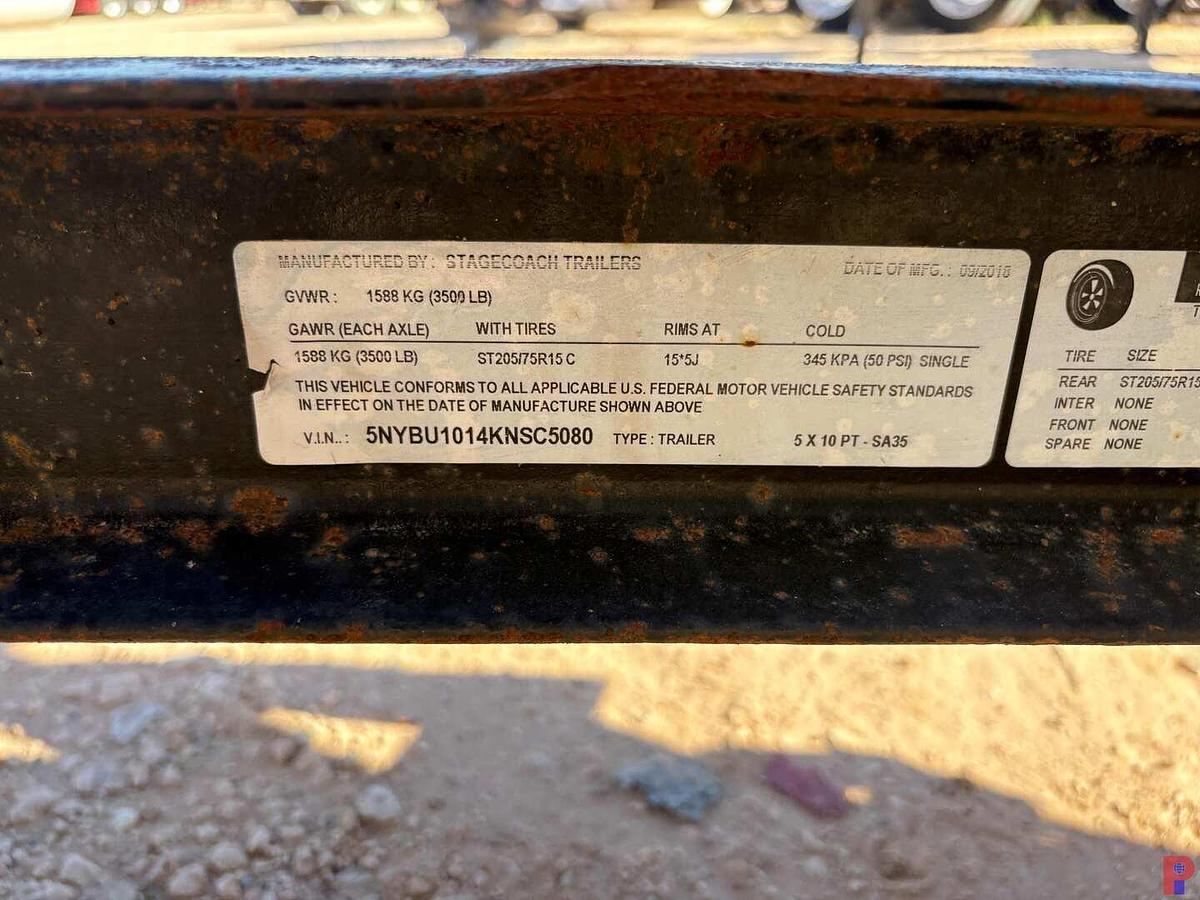 MANUFACTURED BY : STAGECOACH TRAILERS DATE OF MFG. : 09/2018
GVWR : 1588 KG (3500 LB)
GAWR (EACH AXLE) WITH TIRES RIMS AT COLD
1588 KG (3500 LB) ST205/75R15 C 15*5J 345 KPA (50 PSI) SINGLE
THIS VEHICLE CONFORMS TO ALL APPLICABLE U.S. FEDERAL MOTOR VEHICLE SAFETY STANDARDS
IN EFFECT ON THE DATE OF MANUFACTURE SHOWN ABOVE
V.I.N.. : 5NYBU1014KNSC5080 TYPE : TRAILER 5 X 10 PT - SA35
TIRE SIZE
REAR ST205/75R15
INTER NONE
FRONT NONE
SPARE NONE